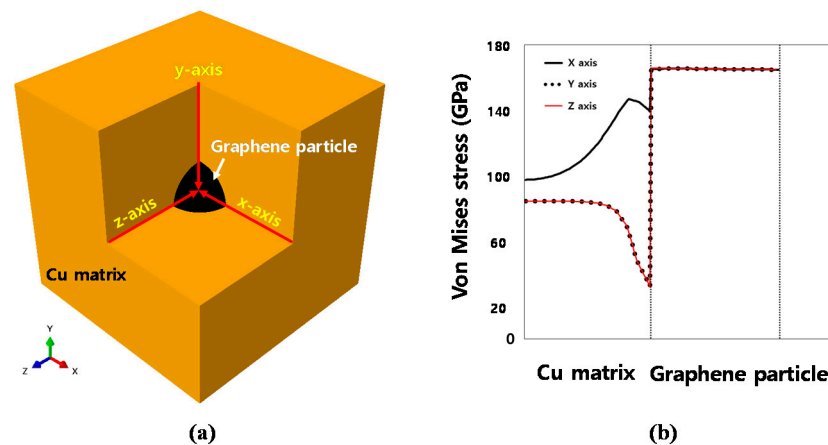 y-axis
Graphene particle
z-axis
x-axis
Cu matrix
Y
Z
X
(a)
Von Mises stress (GPa)
180
140
100
60
20
0
X axis
Y axis
Z axis
Cu matrix
Graphene particle
(b)